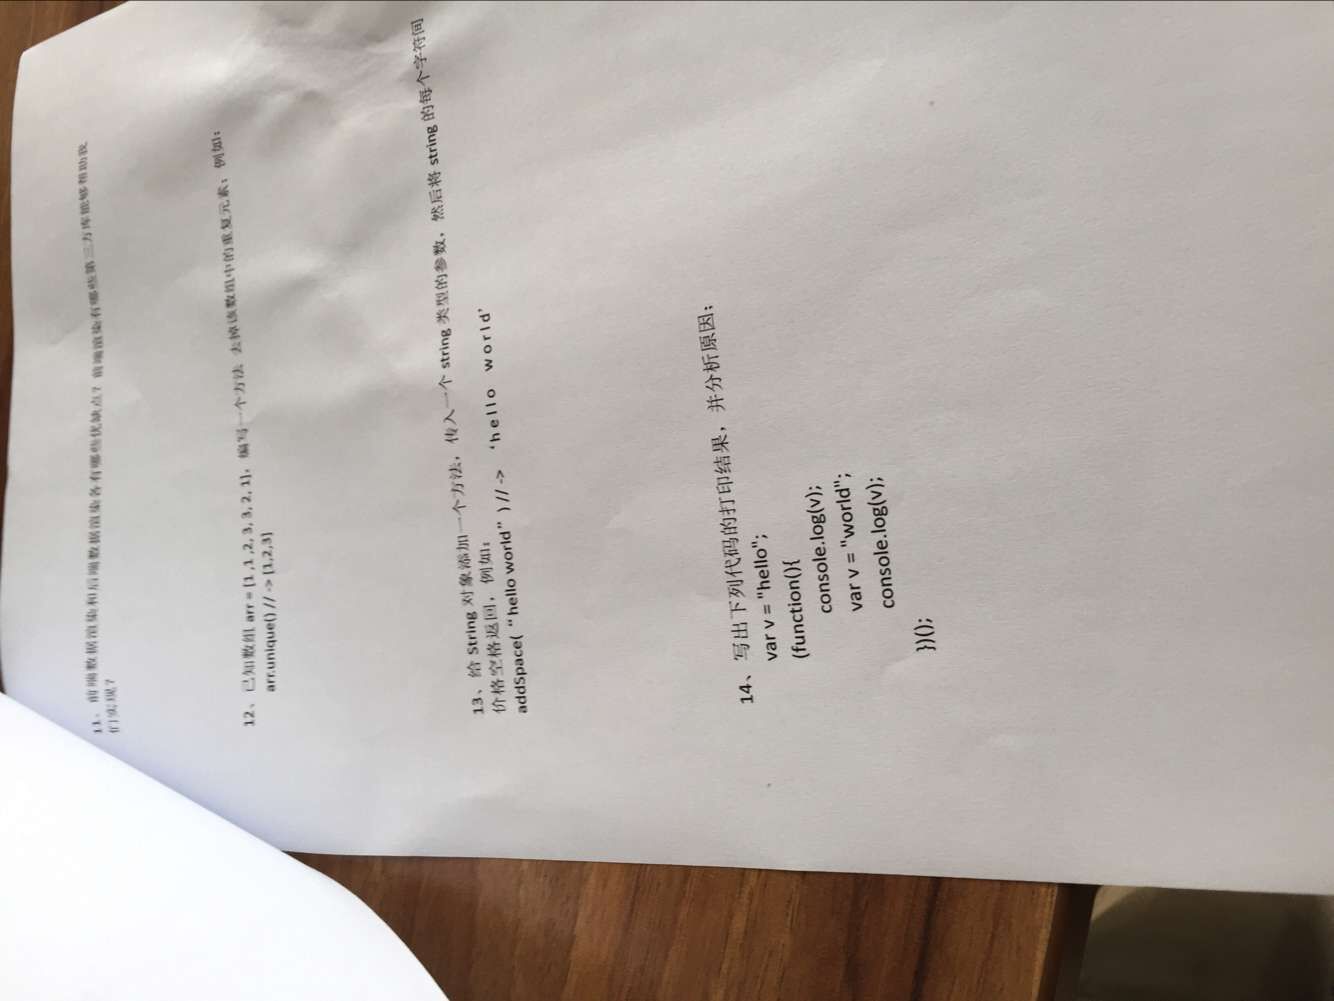 11、前端数据渲染和后端数据渲染各有哪些优缺点？前端渲染有哪些第三方库能够帮助我
们实现？
12、已知数组 arr = [1 ,1 ,2, 3, 3, 2, 1]，编写一个方法 去掉该数组中的重复元素；例如：
arr.unique() // -> [1,2,3]
13、给 String 对象添加一个方法，传入一个 string 类型的参数，然后将 string 的每个字符间
价格空格返回，例如：
addSpace( “hello world” ) // -> ‘h e l l o   w o r l d’
14、写出下列代码的打印结果，并分析原因；
var v = "hello";
(function(){
console.log(v);
var v = "world";
console.log(v);
})();